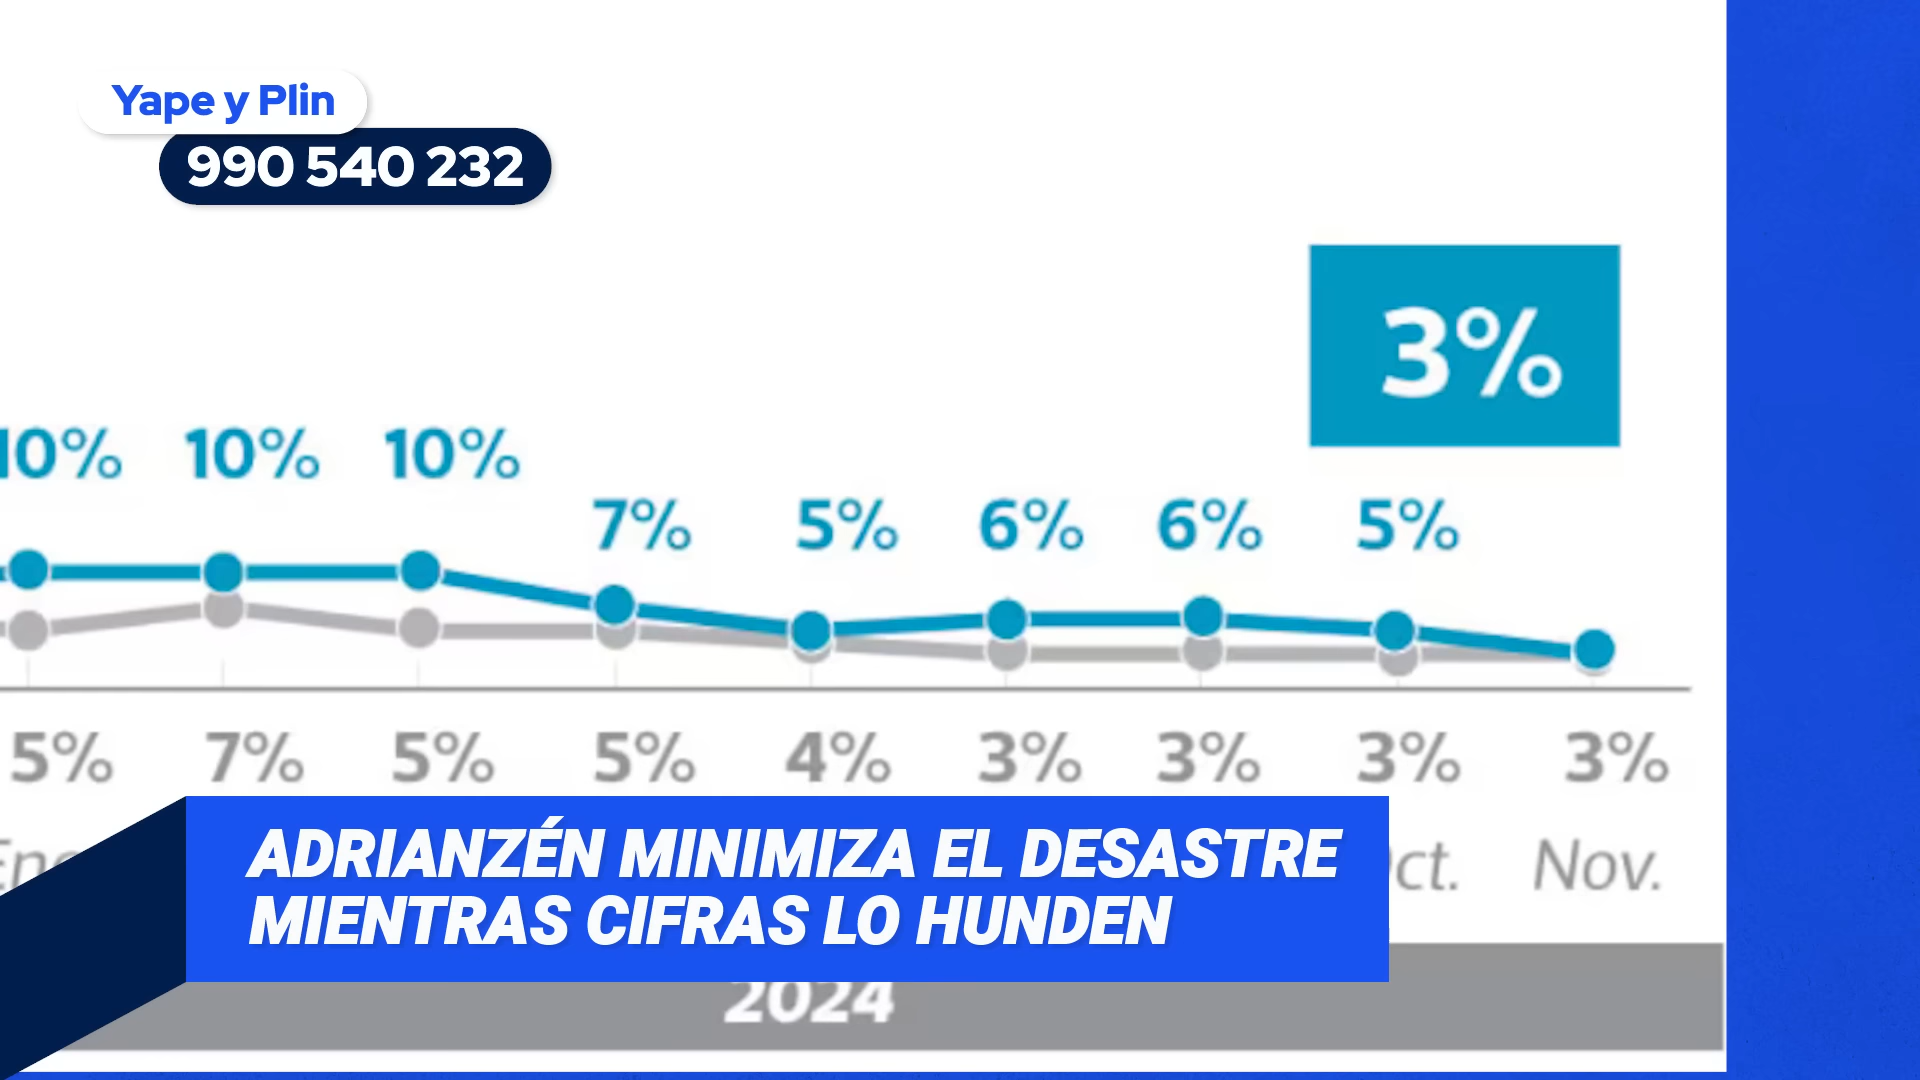 Yape y Plin
990 540 232
3%
10% 10% 10%
7% 5% 6% 6% 5%
5% 7% 5% 5% 4% 3% 3% 3% 3%
Nov.
ADRIANZÉN MINIMIZA EL DESASTRE
MIENTRAS CIFRAS LO HUNDEN
2024